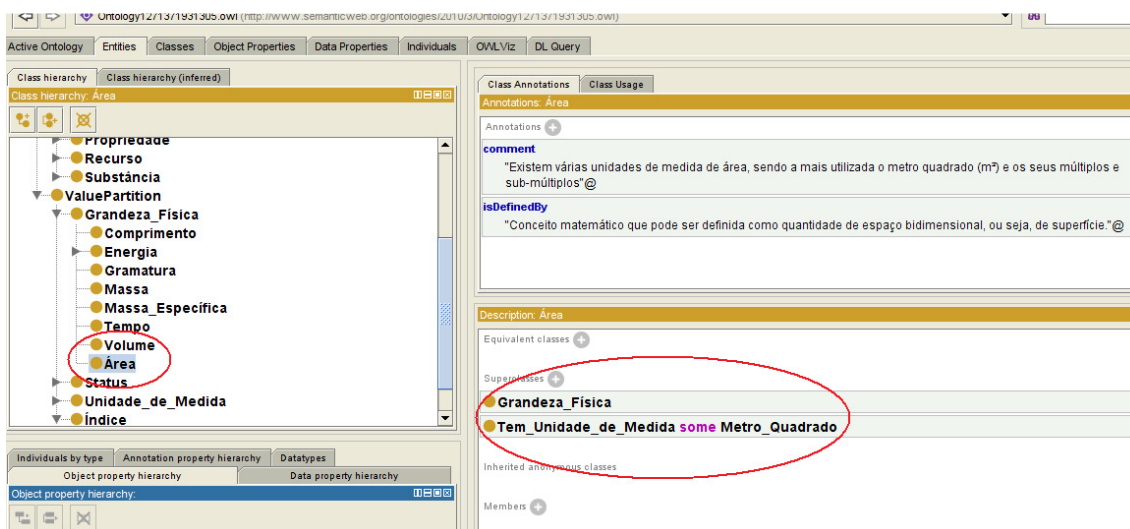 Ontology1271371931305.owl (http://www.semanticweb.org/ontologies/2010/3/Ontology1271371931305.owl)
Active Ontology Entities Classes Object Properties Data Properties Individuals OWLViz DL Query
Class hierarchy Class hierarchy (inferred)
Class hierarchy: Área
Propriedade
Recurso
Substância
ValuePartition
Grandeza_Física
Comprimento
Energia
Gramatura
Massa
Massa_Específica
Tempo
Volume
Área
Status
Unidade_de_Medida
Índice
Individuals by type Annotation property hierarchy Datatypes
Object property hierarchy Data property hierarchy
Object property hierarchy:
Class Annotations Class Usage
Annotations: Área
Annotations
comment
"Existem várias unidades de medida de área, sendo a mais utilizada o metro quadrado (m²) e os seus múltiplos e
sub-múltiplos"@
isDefinedBy
"Conceito matemático que pode ser definida como quantidade de espaço bidimensional, ou seja, de superfície."@
Description: Área
Equivalent classes
Superclasses
Grandeza_Física
Tem_Unidade_de_Medida some Metro_Quadrado
Inherited anonymous classes
Members